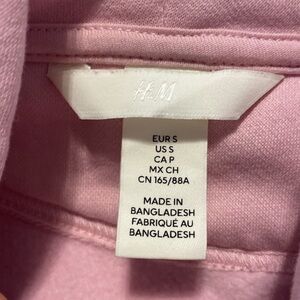 H&M
EUR S
US S
CA P
MX CH
CN 165/88A
MADE IN
BANGLADESH
FABRIQUÉ AU
BANGLADESH